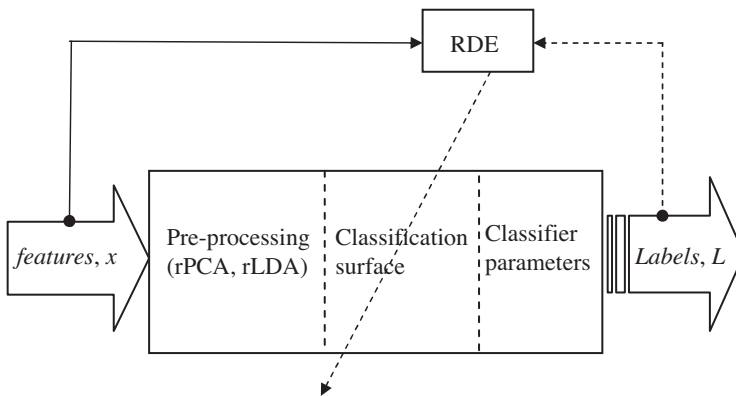 RDE
features, x
Pre-processing
(rPCA, rLDA)
Classification
surface
Classifier
parameters
Labels, L